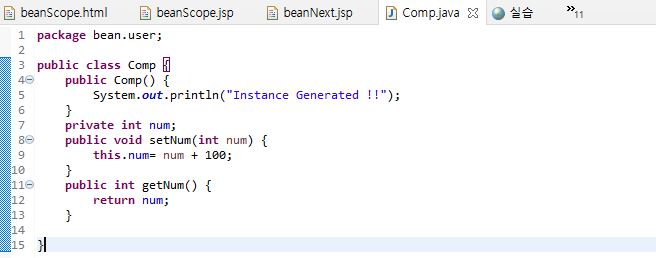 beanScope.html beanScope.jsp beanNext.jsp Comp.java 실습 »11
1 package bean.user;
2
3 public class Comp {
4 public Comp() {
5 System.out.println("Instance Generated !!");
6 }
7 private int num;
8 public void setNum(int num) {
9 this.num= num + 100;
10 }
11 public int getNum() {
12 return num;
13 }
14
15 }